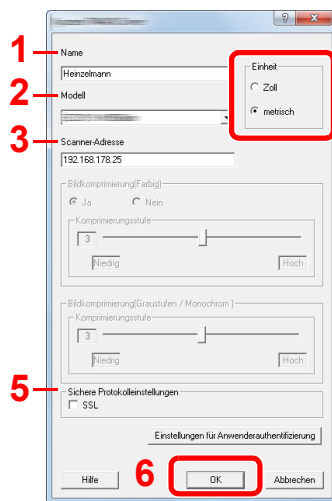 1
Name
Heinzelmann
Einheit
Zoll
metrisch
2
Modell
3
Scanner-Adresse
192.168.178.25
Bildkomprimierung(Farbig)
Ja Nein
Komprimierungsstufe
3
Niedrig Hoch
Bildkomprimierung(Graustufen / Monochrom )
Komprimierungsstufe
3
Niedrig Hoch
5
Sichere Protokolleinstellungen
SSL
Einstellungen für Anwenderauthentifizierung
6
Hilfe OK Abbrechen